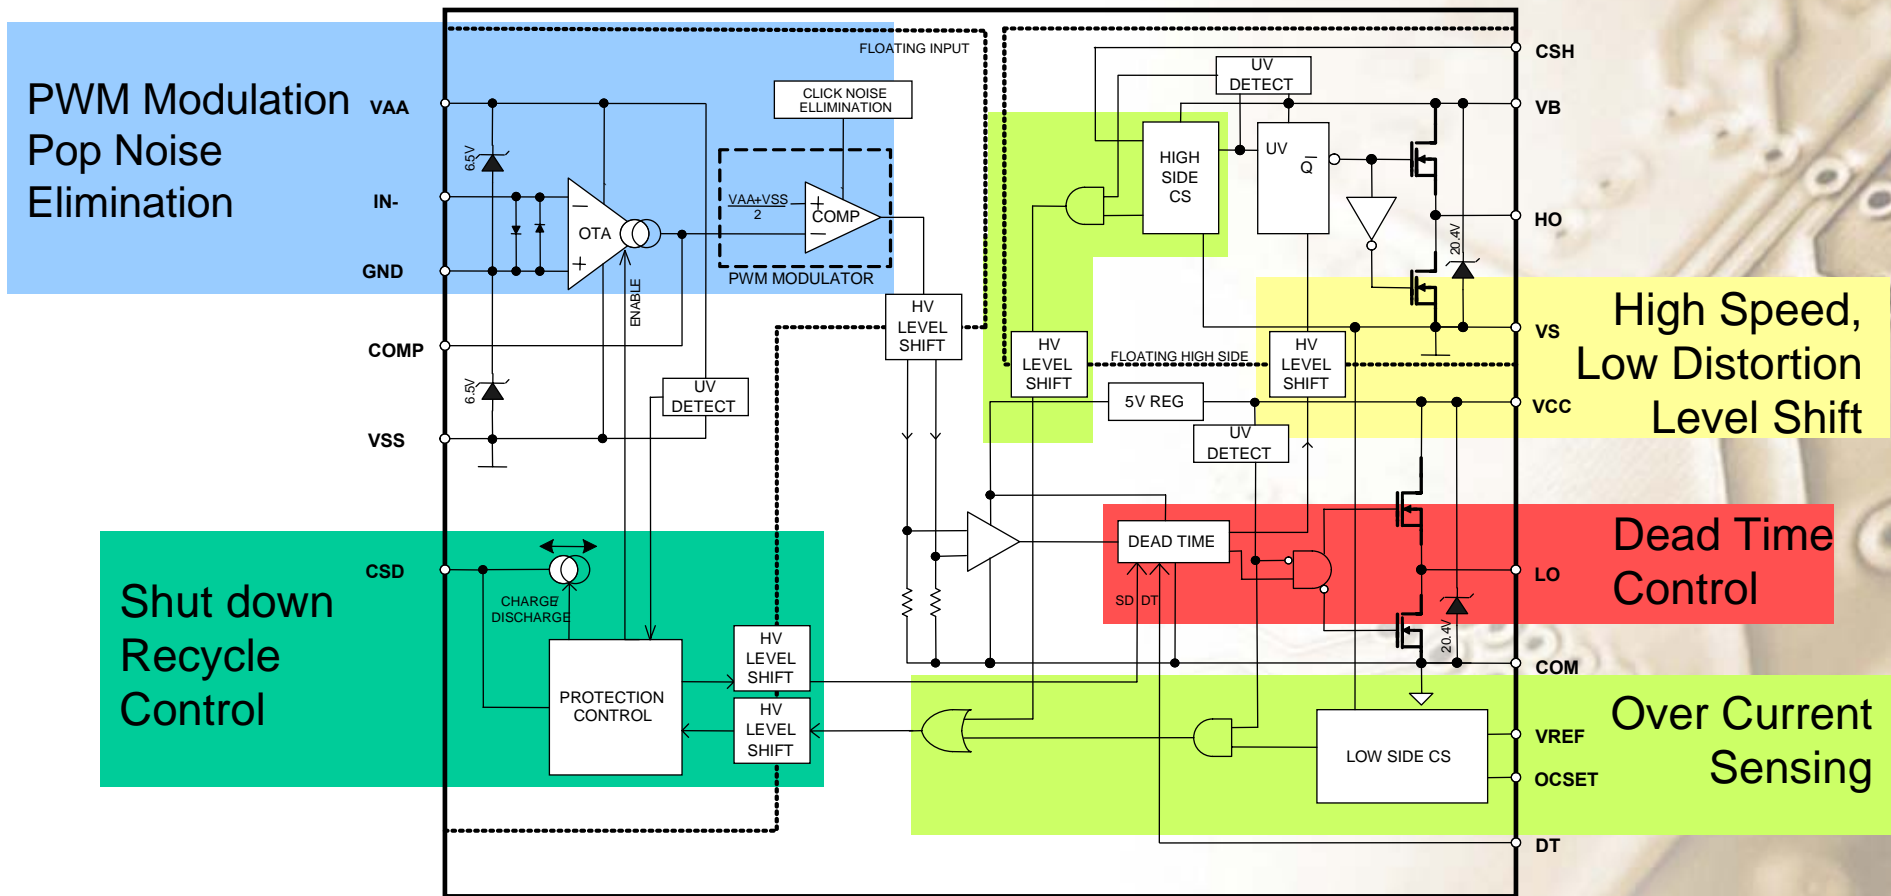 PWM Modulation
Pop Noise
Elimination
VAA
IN-
GND
COMP
VSS
CSD
6.5V
6.5V
FLOATING INPUT
CLICK NOISE
ELLIMINATION
VAA+VSS
2
+
−
COMP
PWM MODULATOR
−
OTA
+
ENABLE
UV
DETECT
HV
LEVEL
SHIFT
Shut down
Recycle
Control
CHARGE/
DISCHARGE
PROTECTION
CONTROL
HV
LEVEL
SHIFT
HV
LEVEL
SHIFT
UV
DETECT
HIGH
SIDE
CS
UV
Q
HV
LEVEL
SHIFT
FLOATING HIGH SIDE
HV
LEVEL
SHIFT
5V REG
UV
DETECT
20.4V
CSH
VB
HO
VS
VCC
High Speed,
Low Distortion
Level Shift
DEAD TIME
SD DT
Dead Time
Control
LO
20.4V
COM
LOW SIDE CS
Over Current
Sensing
VREF
OCSET
DT